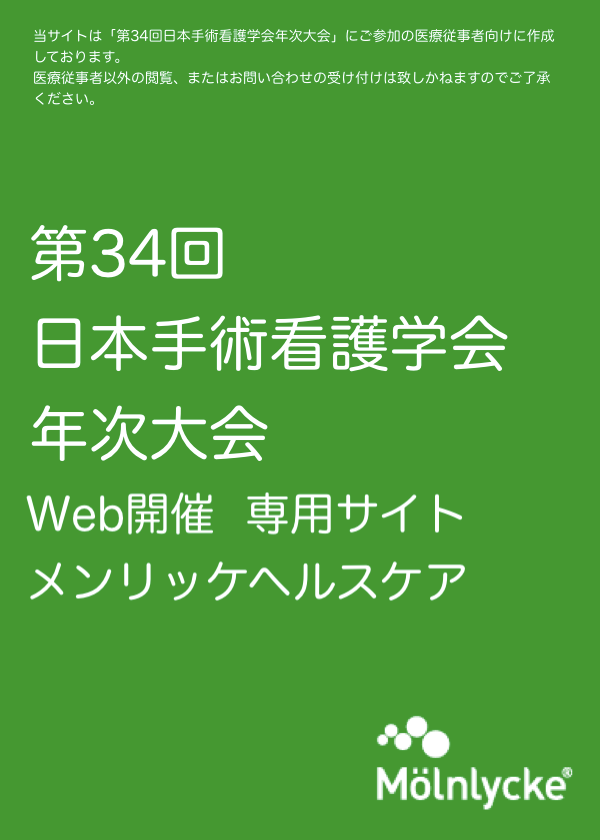 当サイトは「第34回日本手術看護学会年次大会」にご参加の医療従事者向けに作成
しております。
医療従事者以外の閲覧、またはお問い合わせの受け付けは致しかねますのでご了承
ください。
第34回
日本手術看護学会
年次大会
Web開催 専用サイト
メンリッケヘルスケア
Mölnlycke®